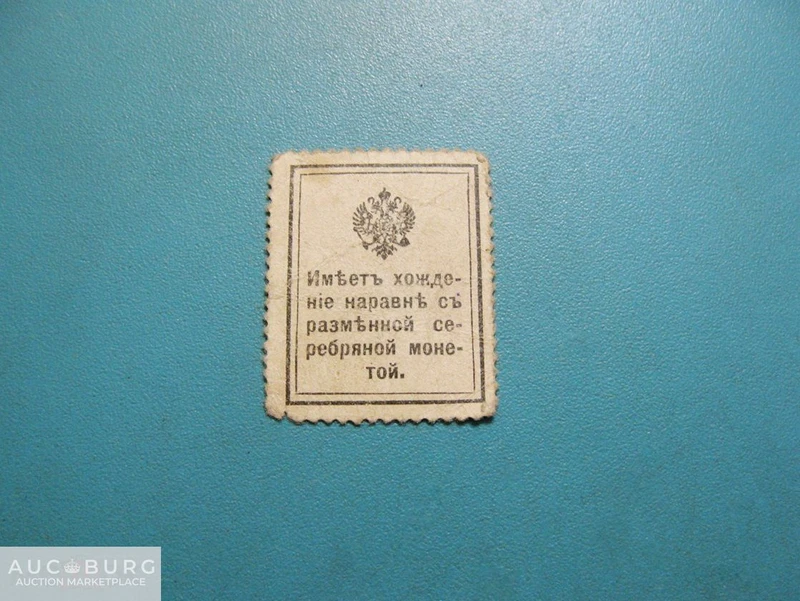 Имѣетъ хожде-
ніе наравнѣ съ
размѣнной се-
ребряной моне-
той.
AUCBURG
AUCTION MARKETPLACE